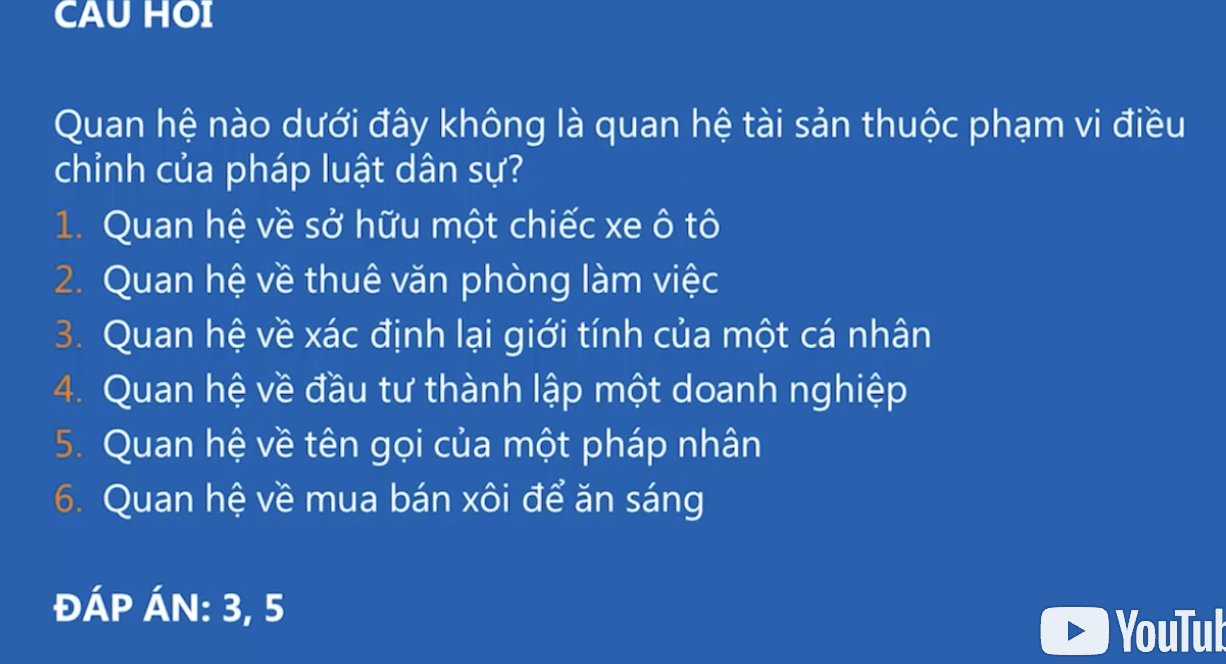 CÂU HỎI
Quan hệ nào dưới đây không là quan hệ tài sản thuộc phạm vi điều
chỉnh của pháp luật dân sự?
1. Quan hệ về sở hữu một chiếc xe ô tô
2. Quan hệ về thuê văn phòng làm việc
3. Quan hệ về xác định lại giới tính của một cá nhân
4. Quan hệ về đầu tư thành lập một doanh nghiệp
5. Quan hệ về tên gọi của một pháp nhân
6. Quan hệ về mua bán xôi để ăn sáng
ĐÁP ÁN: 3, 5
YouTub